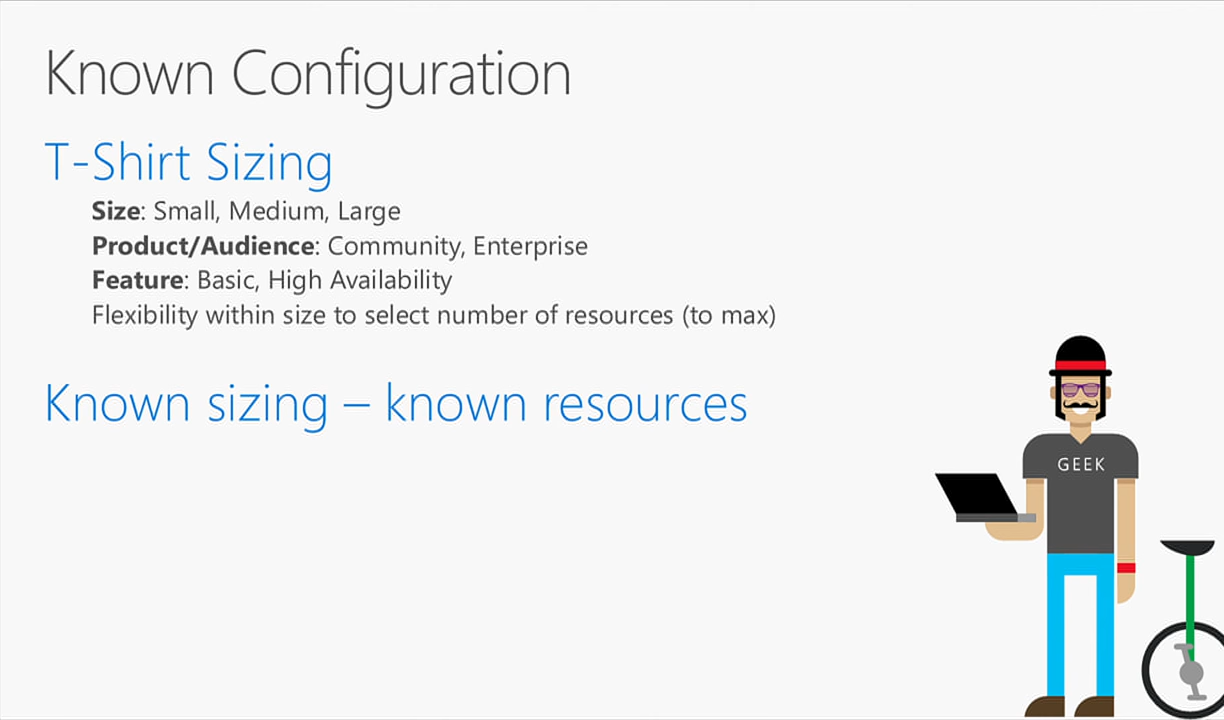 Known Configuration
T-Shirt Sizing
Size: Small, Medium, Large
Product/Audience: Community, Enterprise
Feature: Basic, High Availability
Flexibility within size to select number of resources (to max)
Known sizing – known resources
GEEK